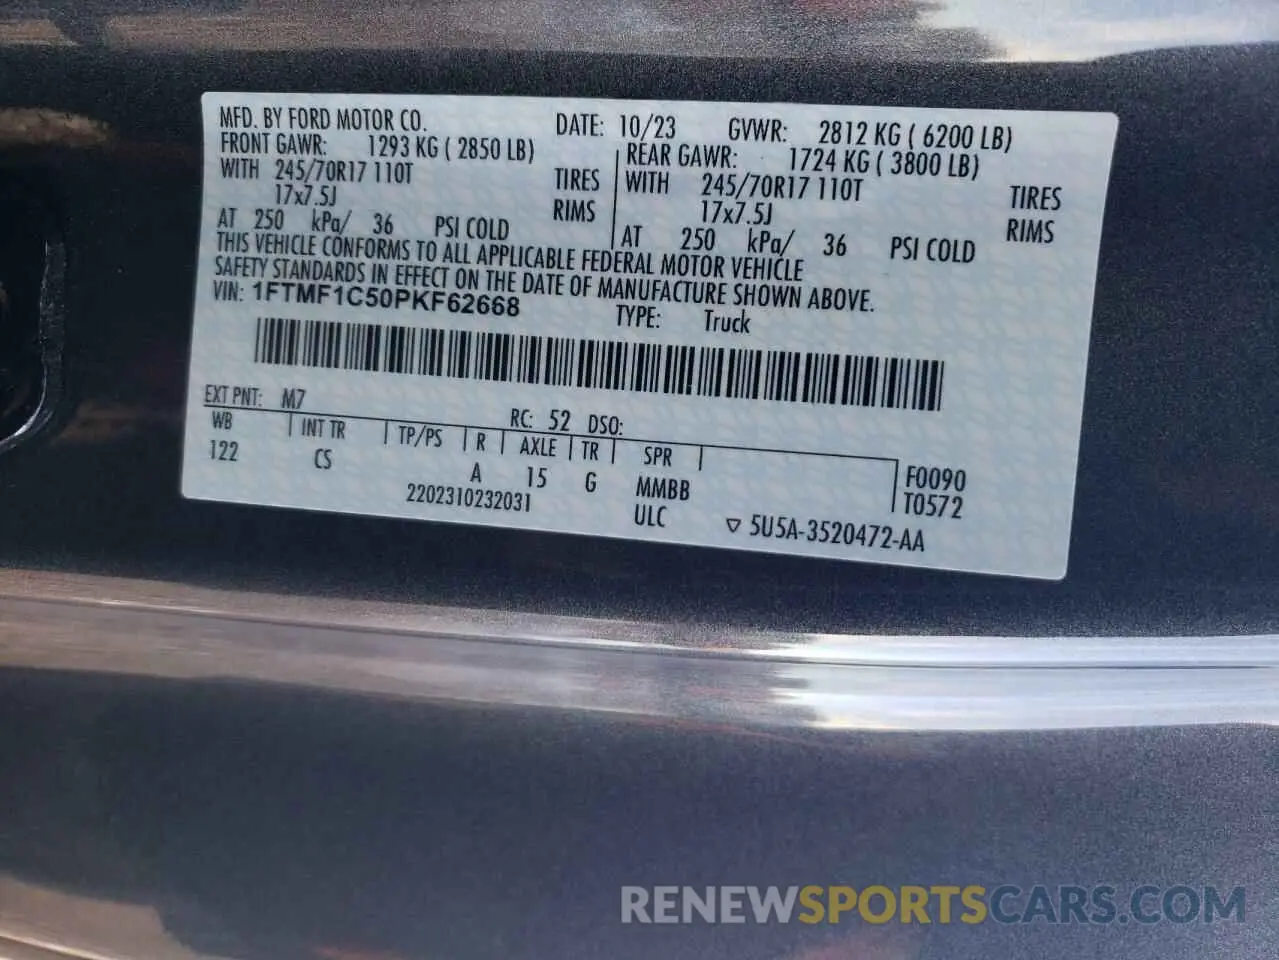 MFD. BY FORD MOTOR CO. DATE: 10/23 GVWR: 2812 KG ( 6200 LB)
FRONT GAWR: 1293 KG ( 2850 LB) REAR GAWR: 1724 KG ( 3800 LB)
WITH 245/70R17 110T TIRES WITH 245/70R17 110T TIRES
17x7.5J RIMS 17x7.5J RIMS
AT 250 kPa/ 36 PSI COLD AT 250 kPa/ 36 PSI COLD
THIS VEHICLE CONFORMS TO ALL APPLICABLE FEDERAL MOTOR VEHICLE
SAFETY STANDARDS IN EFFECT ON THE DATE OF MANUFACTURE SHOWN ABOVE.
VIN: 1FTMF1C50PKF62668 TYPE: Truck
EXT PNT: M7 RC: 52 DSO:
WB INT TR TP/PS R AXLE TR SPR
122 CS A 15 G MMBB F0090
2202310232031 ULC T0572
▽ 5U5A-3520472-AA
RENEWSPORTSCARS.COM